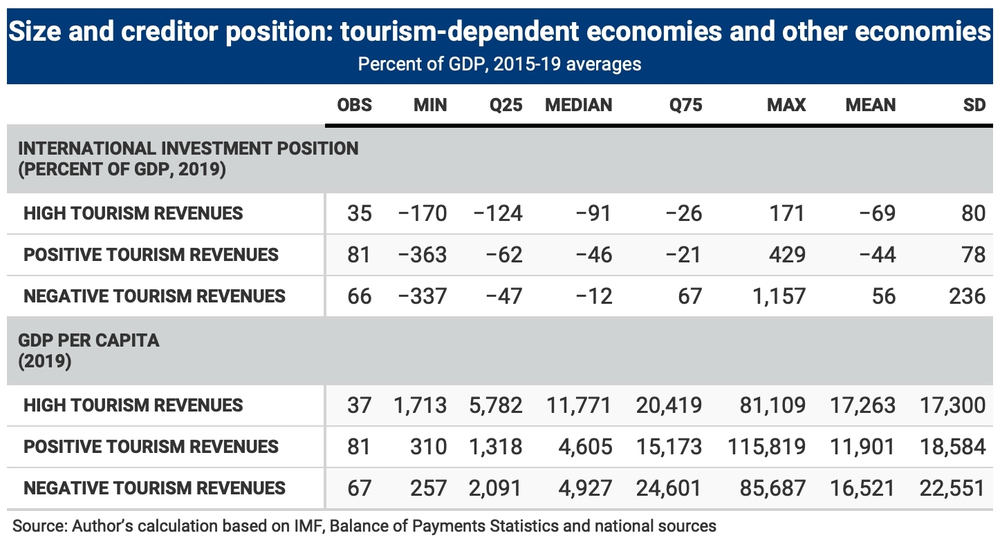 Size and creditor position: tourism-dependent economies and other economies
Percent of GDP, 2015-19 averages
OBS MIN Q25 MEDIAN Q75 MAX MEAN SD
INTERNATIONAL INVESTMENT POSITION
(PERCENT OF GDP, 2019)
HIGH TOURISM REVENUES 35 −170 −124 −91 −26 171 −69 80
POSITIVE TOURISM REVENUES 81 −363 −62 −46 −21 429 −44 78
NEGATIVE TOURISM REVENUES 66 −337 −47 −12 67 1,157 56 236
GDP PER CAPITA
(2019)
HIGH TOURISM REVENUES 37 1,713 5,782 11,771 20,419 81,109 17,263 17,300
POSITIVE TOURISM REVENUES 81 310 1,318 4,605 15,173 115,819 11,901 18,584
NEGATIVE TOURISM REVENUES 67 257 2,091 4,927 24,601 85,687 16,521 22,551
Source: Author’s calculation based on IMF, Balance of Payments Statistics and national sources